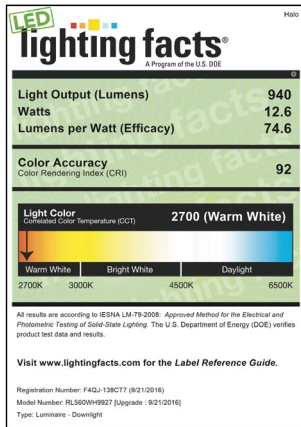 Halo
LED
lighting facts®
A Program of the U.S. DOE
Light Output (Lumens) 940
Watts 12.6
Lumens per Watt (Efficacy) 74.6
Color Accuracy
Color Rendering Index (CRI) 92
Light Color
Correlated Color Temperature (CCT) 2700 (Warm White)
Warm White Bright White Daylight
2700K 3000K 4500K 6500K
All results are according to IESNA LM-79-2008: Approved Method for the Electrical and
Photometric Testing of Solid-State Lighting. The U.S. Department of Energy (DOE) verifies
product test data and results.
Visit www.lightingfacts.com for the Label Reference Guide.
Registration Number: F4QJ-138CT7 (9/21/2016)
Model Number: RL560WH9927 [Upgrade : 9/21/2016]
Type: Luminaire - Downlight